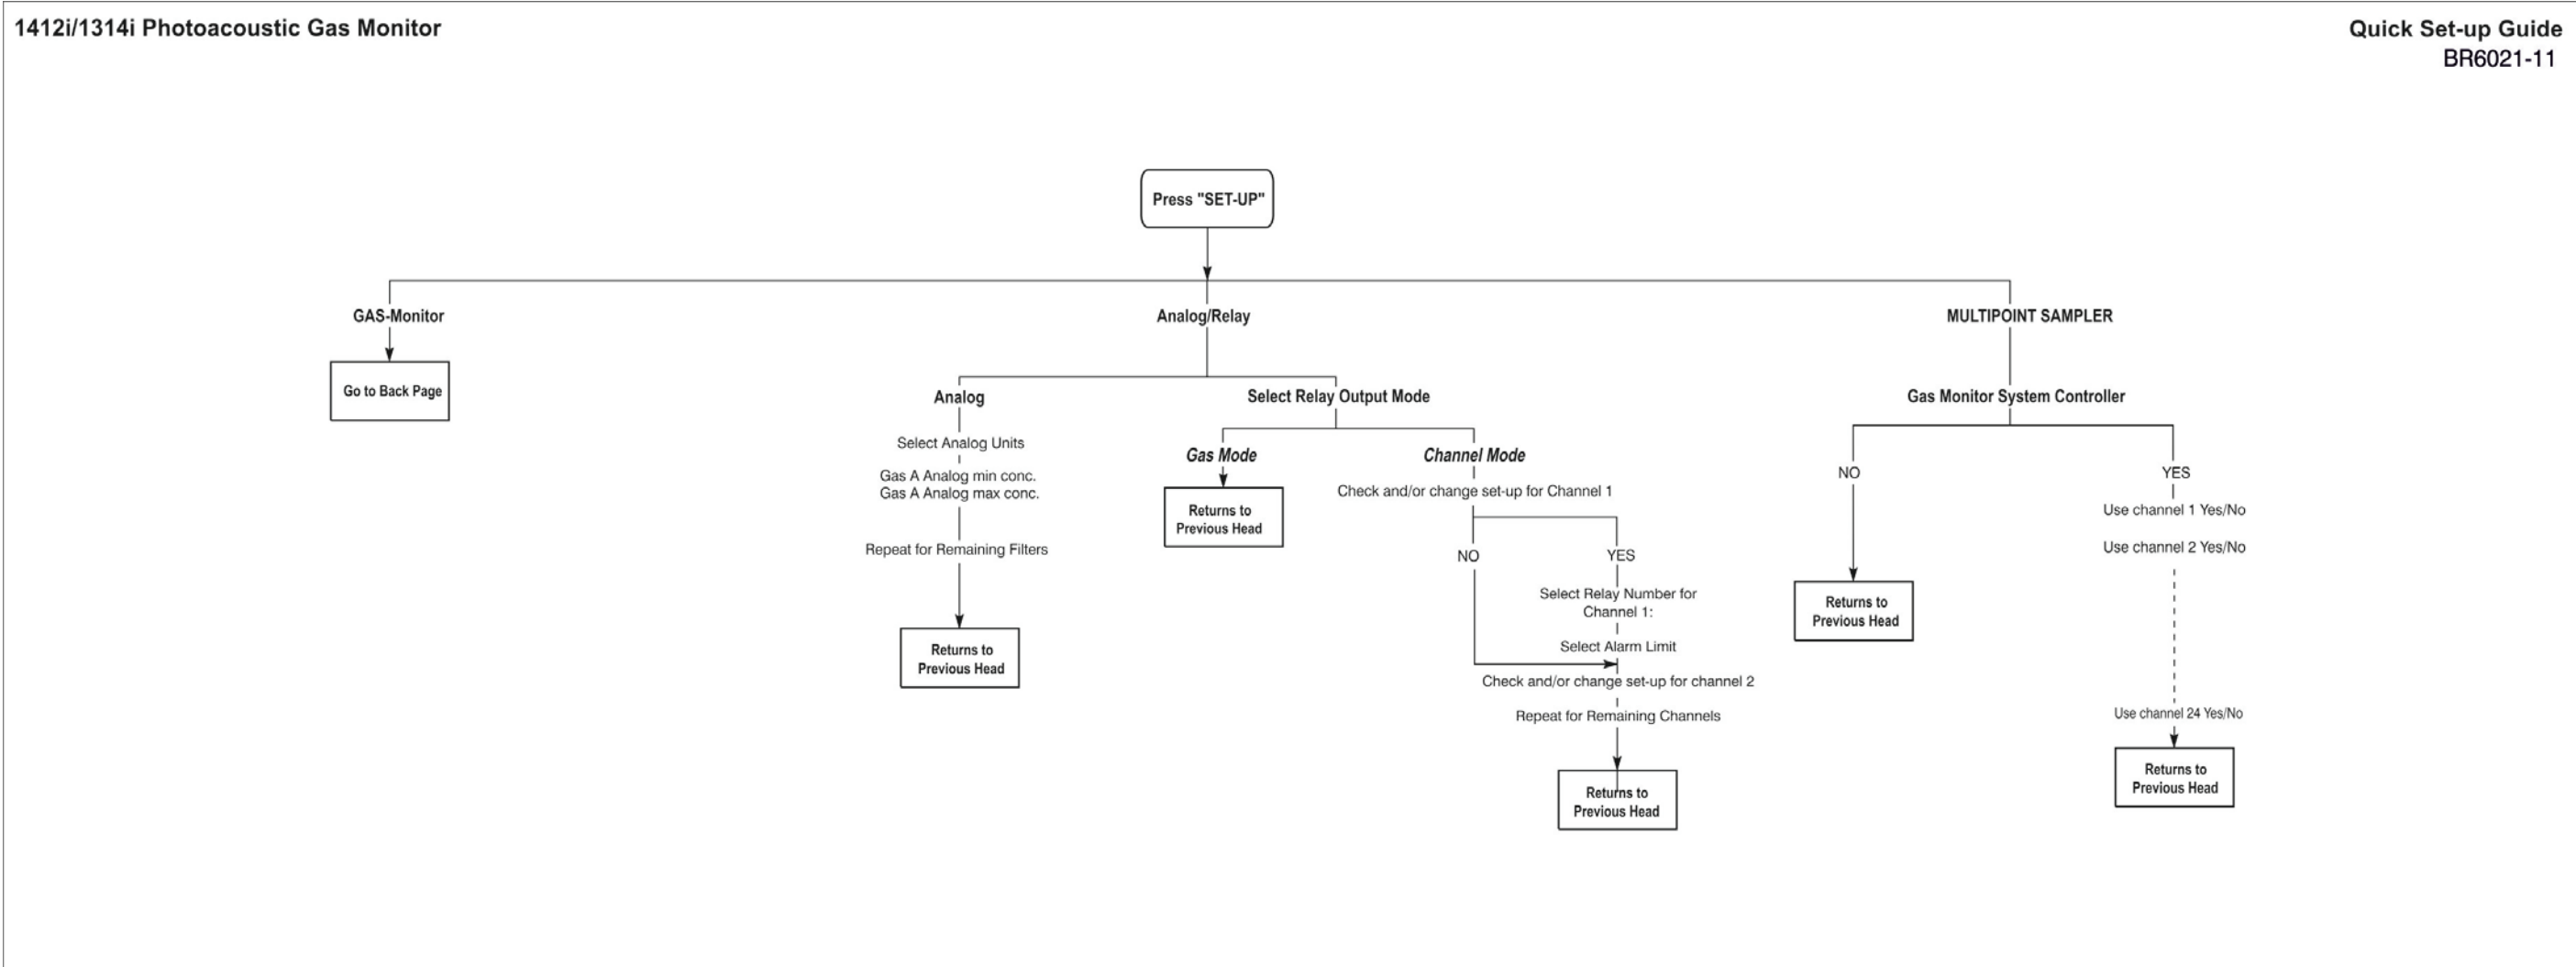 1412i/1314i Photoacoustic Gas Monitor
Quick Set-up Guide
BR6021-11
Press "SET-UP"
GAS-Monitor
Go to Back Page
Analog/Relay
Analog
Select Analog Units
Gas A Analog min conc.
Gas A Analog max conc.
Repeat for Remaining Filters
Returns to
Previous Head
Select Relay Output Mode
Gas Mode
Returns to
Previous Head
Channel Mode
Check and/or change set-up for Channel 1
NO
YES
Select Relay Number for
Channel 1:
Select Alarm Limit
Check and/or change set-up for channel 2
Repeat for Remaining Channels
Returns to
Previous Head
MULTIPOINT SAMPLER
Gas Monitor System Controller
NO
Returns to
Previous Head
YES
Use channel 1 Yes/No
Use channel 2 Yes/No
Use channel 24 Yes/No
Returns to
Previous Head